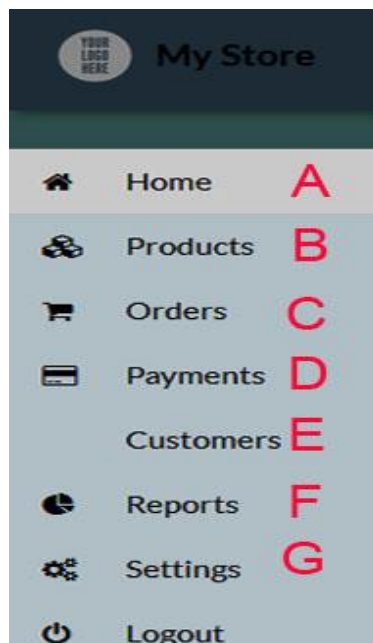 YOUR
LOGO
HERE
My Store
Home A
Products B
Orders C
Payments D
Customers E
Reports F
Settings G
Logout